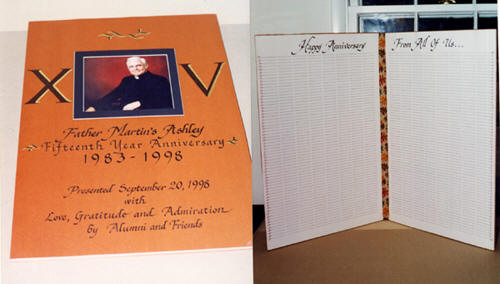 X V
Father Martin's Ashley
Fifteenth Year Anniversary
1983-1998
Presented September 20, 1998
with
Love, Gratitude and Admiration
by Alumni and Friends
Happy Anniversary
From All Of Us...